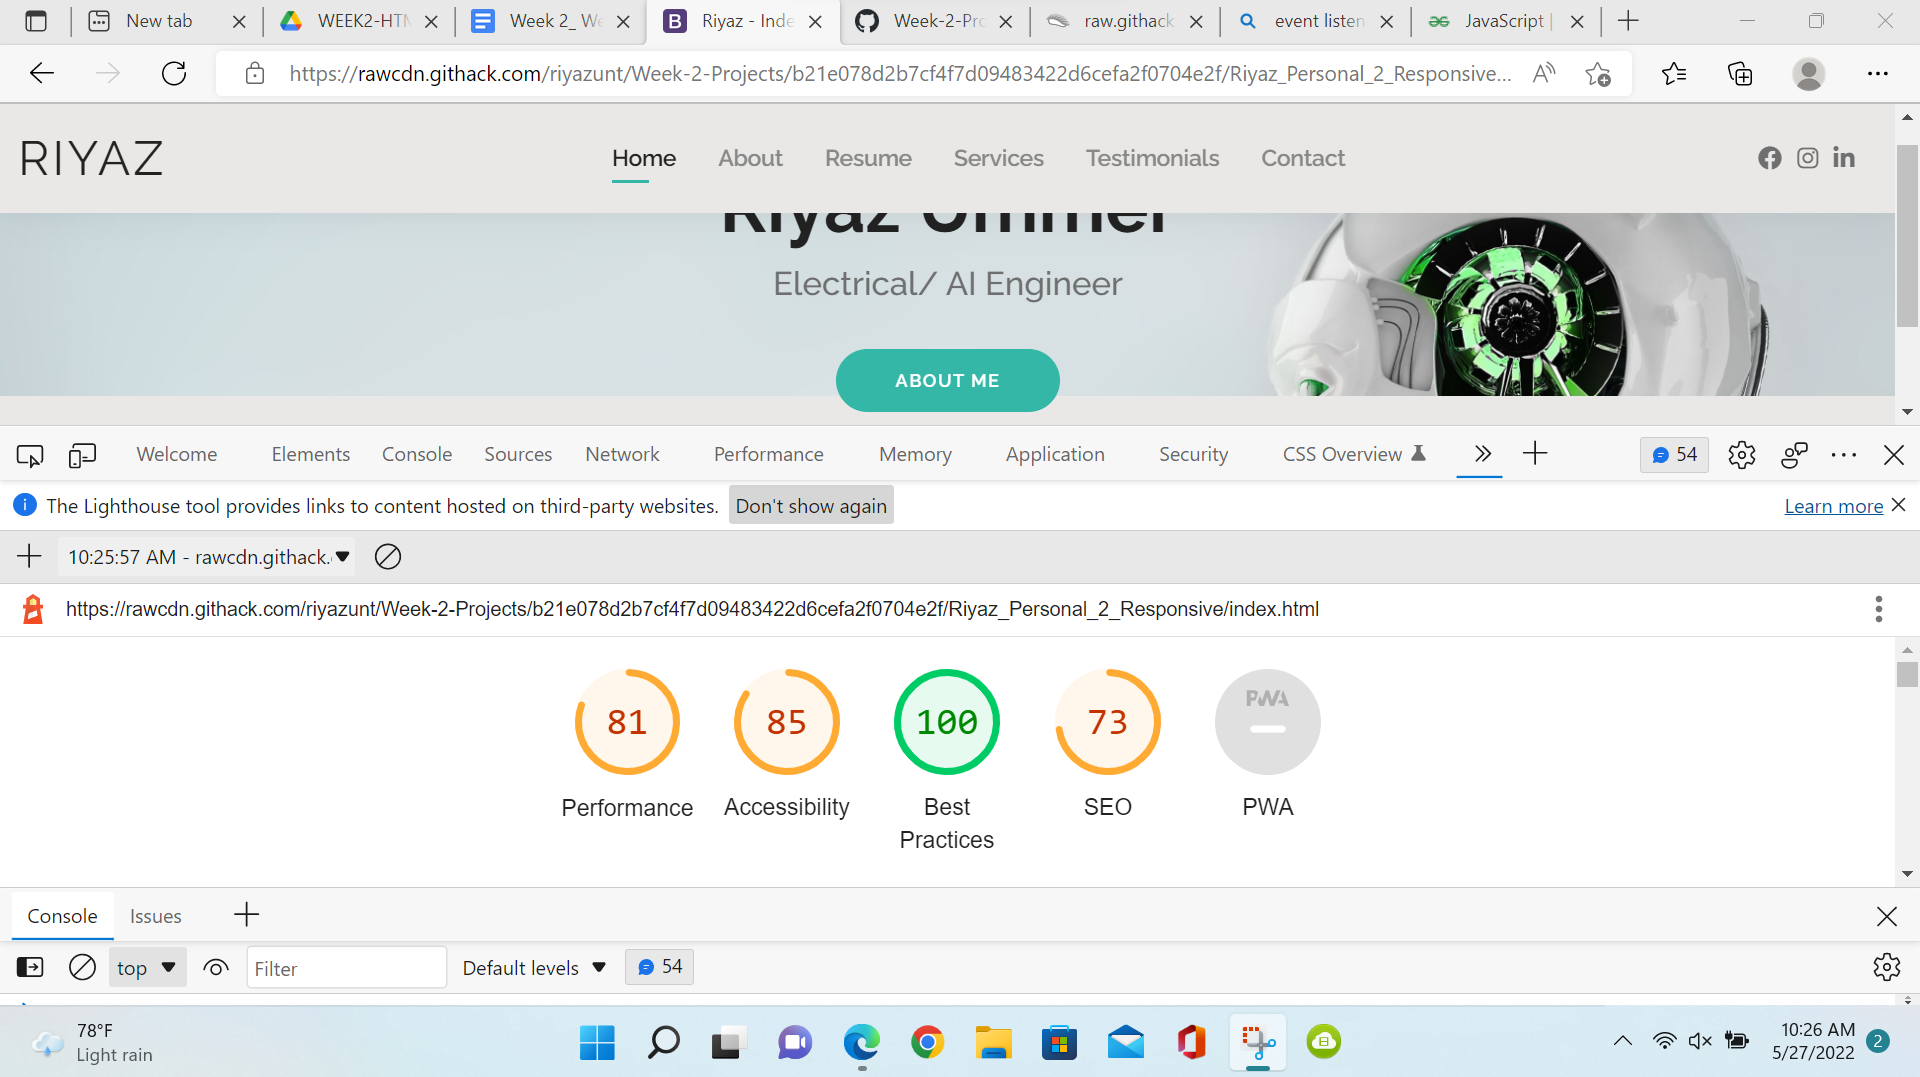 New tab
WEEK2-HTM
Week 2_ We
Riyaz - Inde
Week-2-Pro
raw.githack
event listen
JavaScript |
https://rawcdn.githack.com/riyazunt/Week-2-Projects/b21e078d2b7cf4f7d09483422d6cefa2f0704e2f/Riyaz_Personal_2_Responsive...
RIYAZ
Home About Resume Services Testimonials Contact
Riyaz Ummer
Electrical/ AI Engineer
ABOUT ME
Welcome Elements Console Sources Network Performance Memory Application Security CSS Overview 54
The Lighthouse tool provides links to content hosted on third-party websites. Don't show again Learn more
10:25:57 AM - rawcdn.githack.
https://rawcdn.githack.com/riyazunt/Week-2-Projects/b21e078d2b7cf4f7d09483422d6cefa2f0704e2f/Riyaz_Personal_2_Responsive/index.html
81 85 100 73 PWA
Performance Accessibility Best Practices SEO PWA
Console Issues
top Filter Default levels 54
78°F
Light rain
10:26 AM
5/27/2022
2